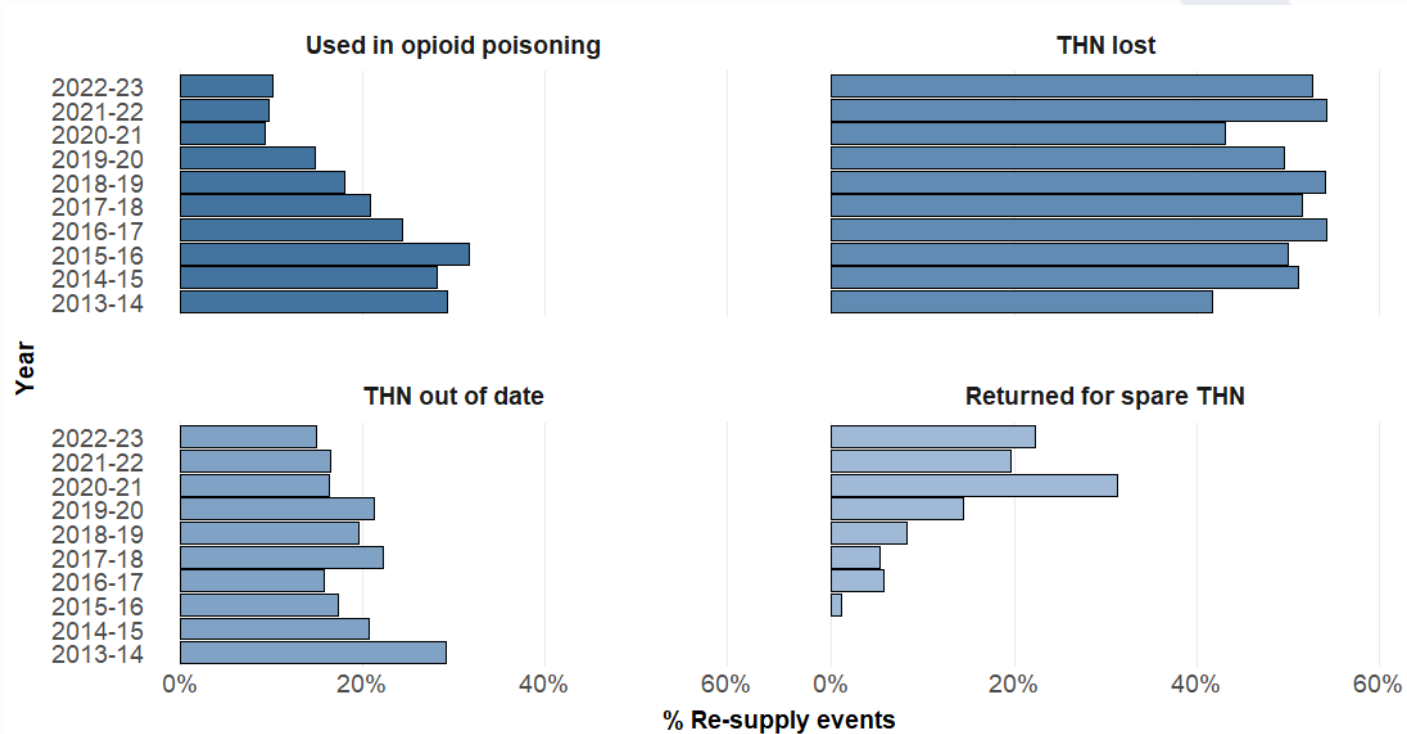 Used in opioid poisoning
THN lost
2022-23
2021-22
2020-21
2019-20
2018-19
2017-18
2016-17
2015-16
2014-15
2013-14
Year
THN out of date
Returned for spare THN
2022-23
2021-22
2020-21
2019-20
2018-19
2017-18
2016-17
2015-16
2014-15
2013-14
0% 20% 40% 60% 0% 20% 40% 60%
% Re-supply events